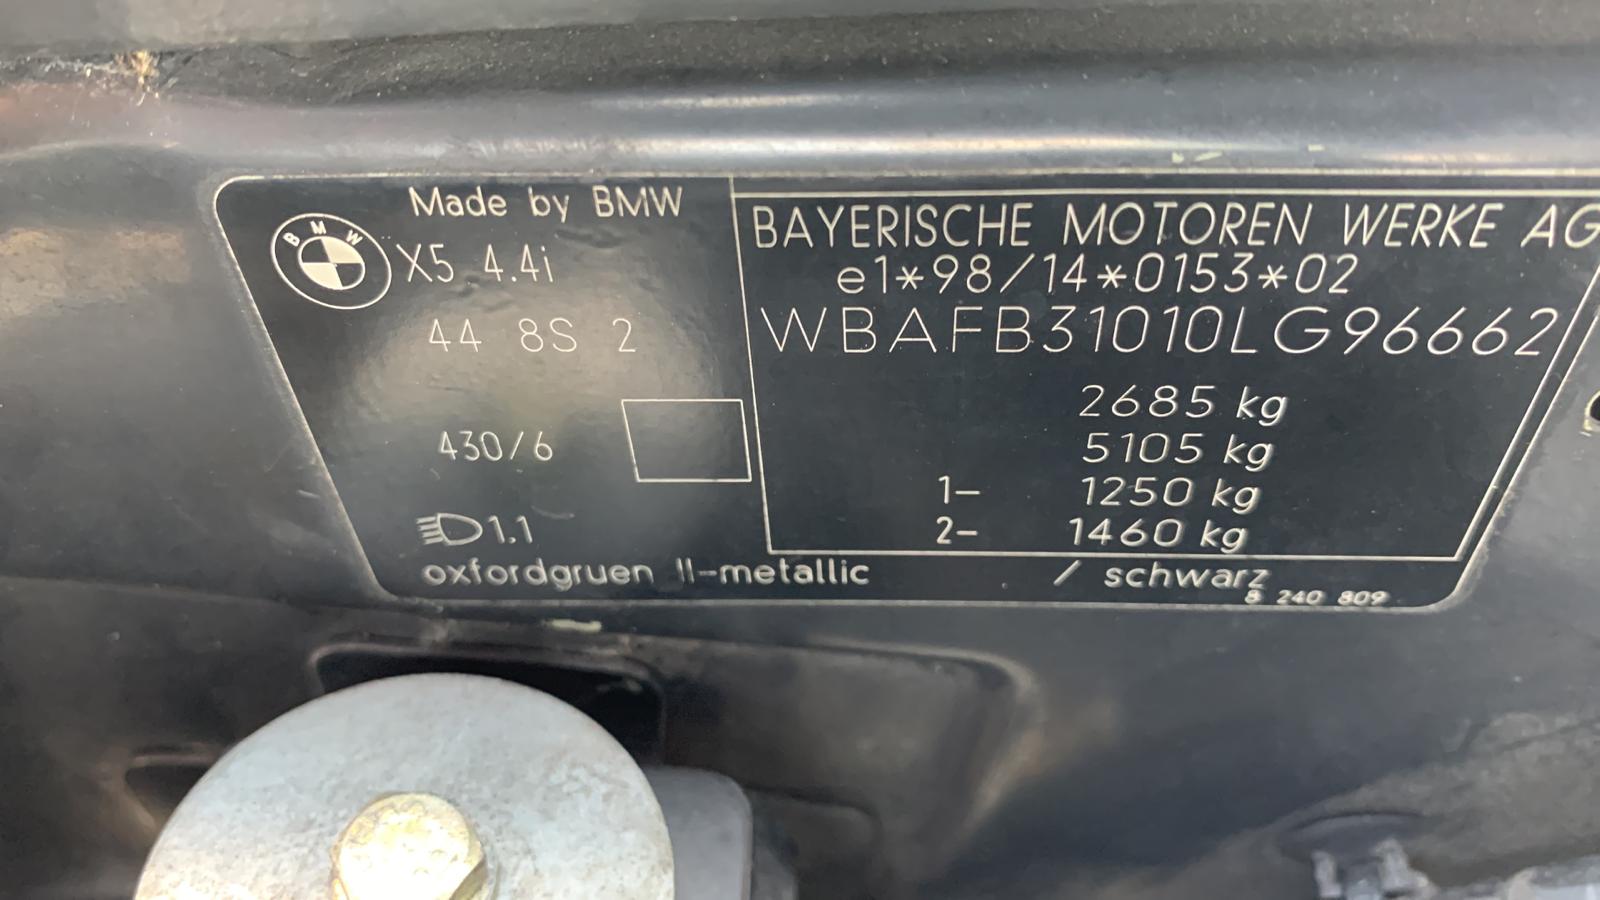 Made by BMW
BMW
X5 4.4i
44 8S 2
430/6
1.1
oxfordgruen II-metallic / schwarz
8 240 809
BAYERISCHE MOTOREN WERKE AG
e1*98/14*0153*02
WBAFB31010LG96662
2685 kg
5105 kg
1- 1250 kg
2- 1460 kg